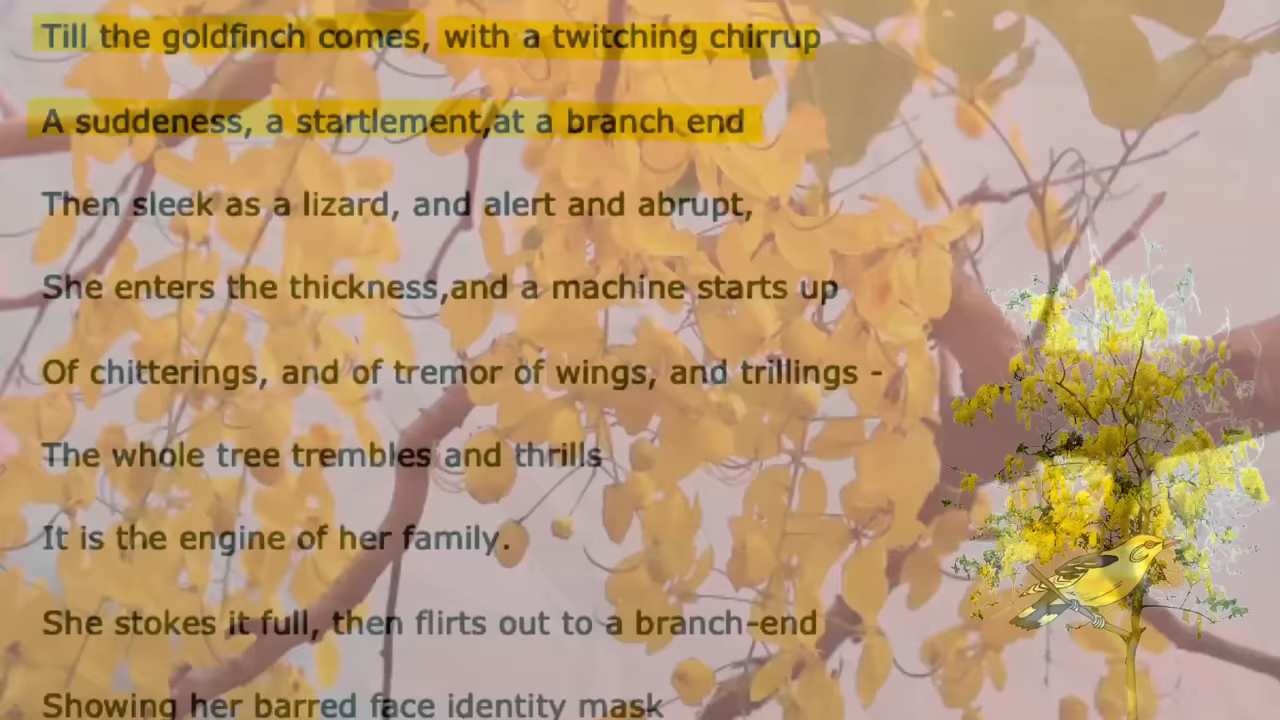 Till the goldfinch comes, with a twitching chirrup
A suddeness, a startlement,at a branch end
Then sleek as a lizard, and alert and abrupt,
She enters the thickness,and a machine starts up
Of chitterings, and of tremor of wings, and trillings -
The whole tree trembles and thrills
It is the engine of her family.
She stokes it full, then flirts out to a branch-end
Showing her barred face identity mask